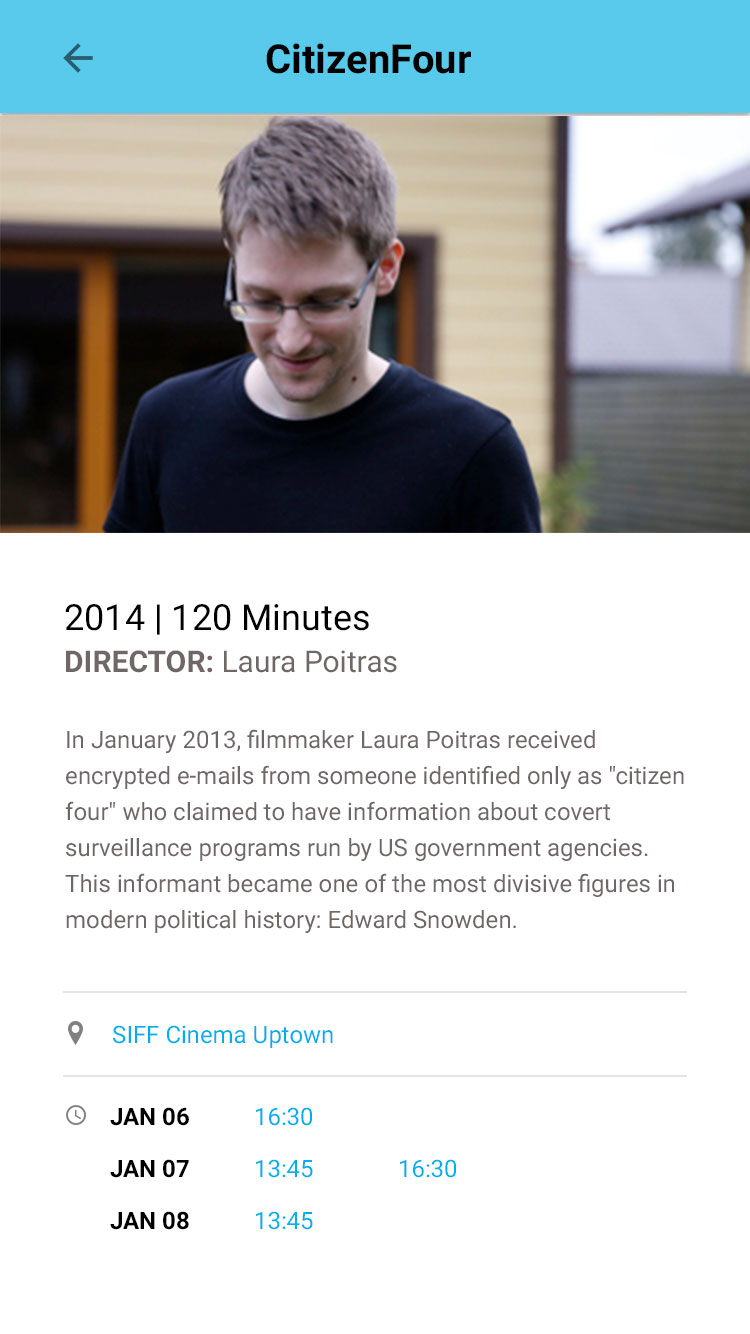 CitizenFour
2014 | 120 Minutes
DIRECTOR: Laura Poitras
In January 2013, filmmaker Laura Poitras received
encrypted e-mails from someone identified only as "citizen
four" who claimed to have information about covert
surveillance programs run by US government agencies.
This informant became one of the most divisive figures in
modern political history: Edward Snowden.
SIFF Cinema Uptown
JAN 06 16:30
JAN 07 13:45 16:30
JAN 08 13:45